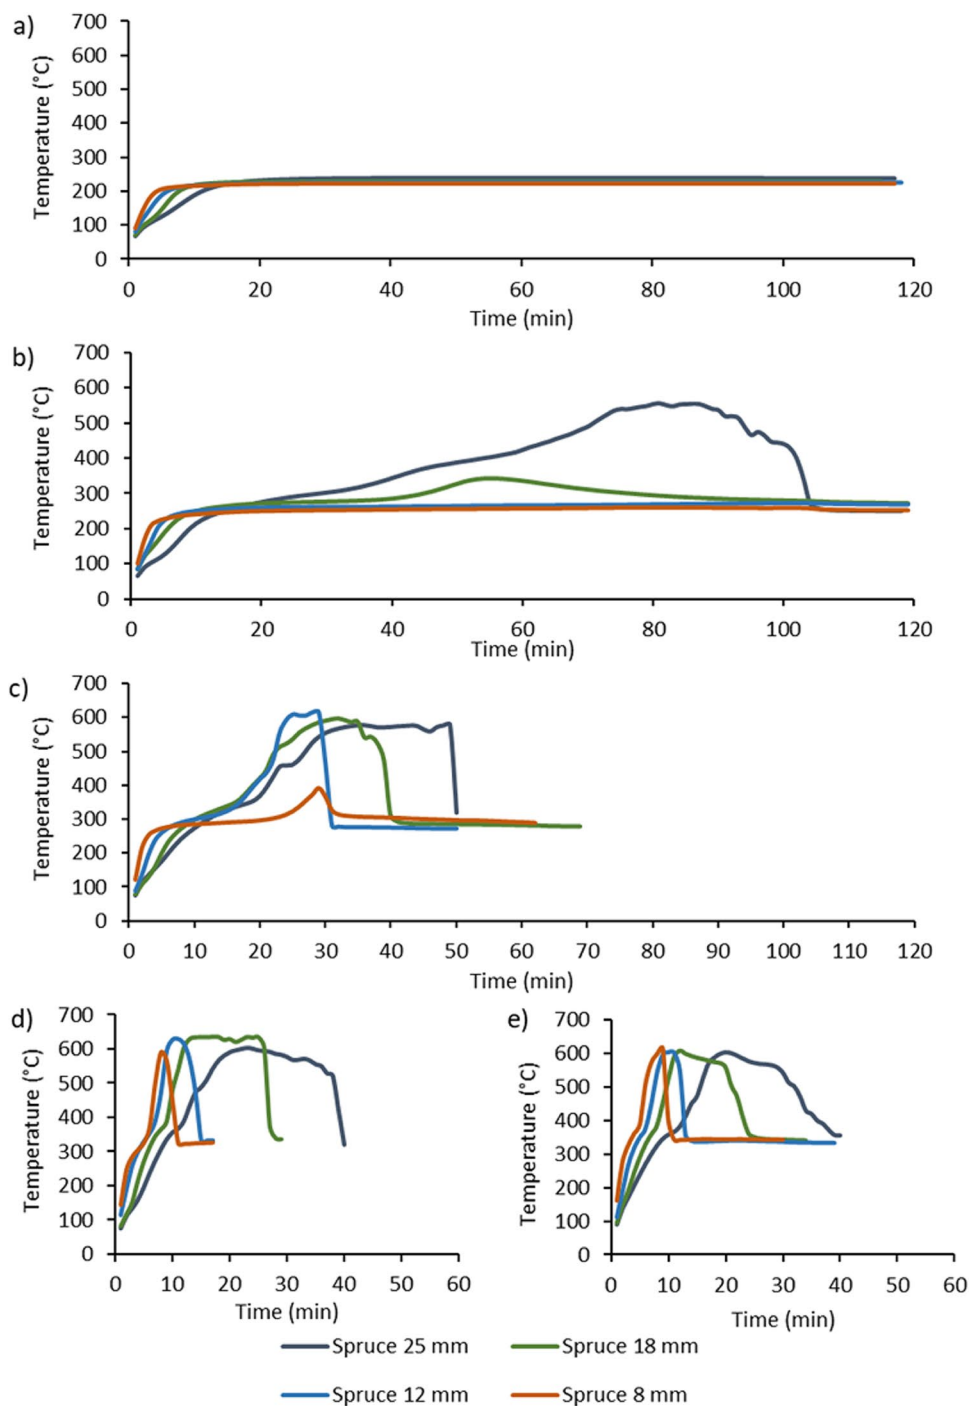 a)
Temperature (°C)
700
600
500
400
300
200
100
0
0 20 40 60 80 100 120
Time (min)
b)
Temperature (°C)
700
600
500
400
300
200
100
0
0 20 40 60 80 100 120
Time (min)
c)
Temperature (°C)
700
600
500
400
300
200
100
0
0 10 20 30 40 50 60 70 80 90 100 110 120
Time (min)
d)
Temperature (°C)
700
600
500
400
300
200
100
0
0 10 20 30 40 50 60
Time (min)
e)
Temperature (°C)
700
600
500
400
300
200
100
0
0 10 20 30 40 50 60
Time (min)
Spruce 25 mm Spruce 18 mm
Spruce 12 mm Spruce 8 mm